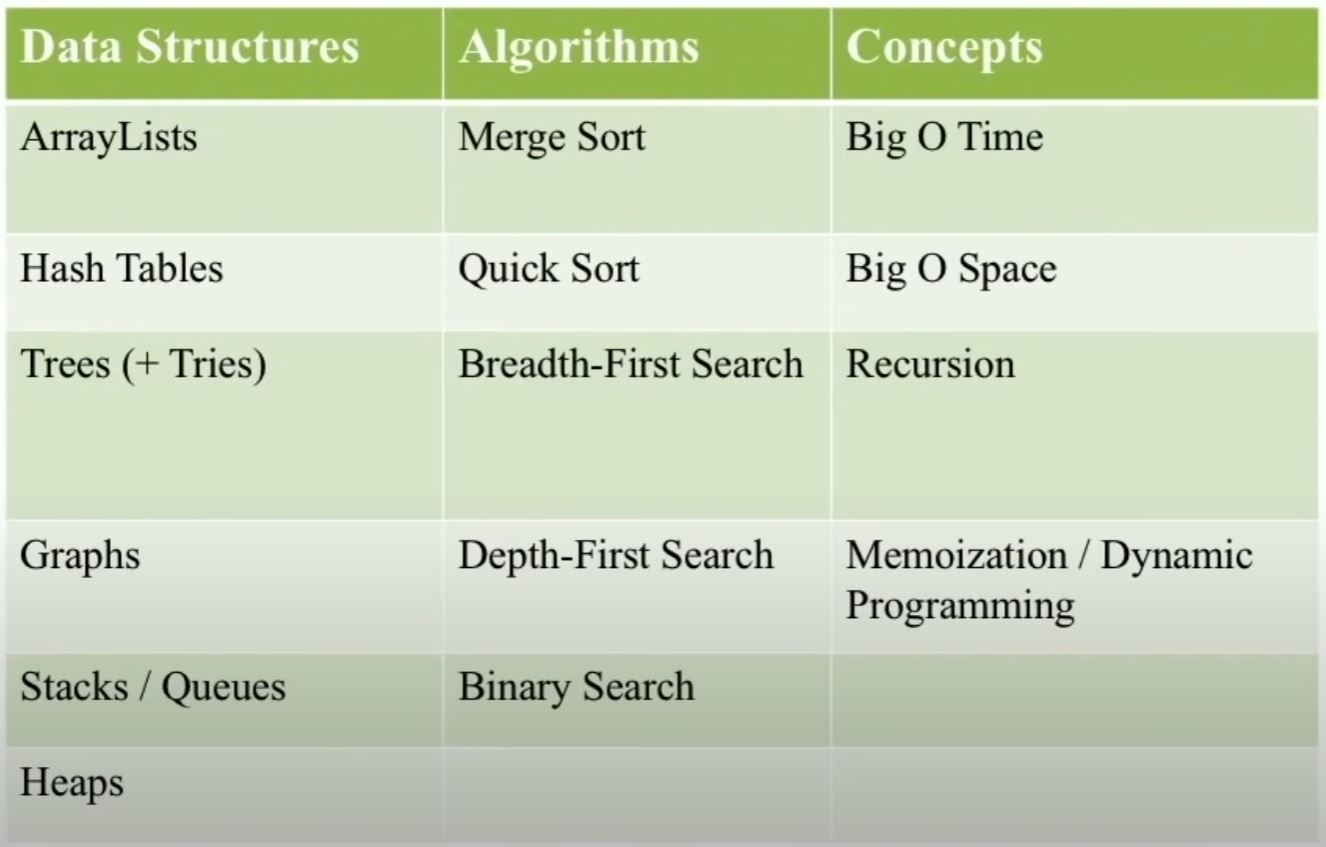 Data Structures Algorithms Concepts
ArrayLists Merge Sort Big O Time
Hash Tables Quick Sort Big O Space
Trees (+ Tries) Breadth-First Search Recursion
Graphs Depth-First Search Memoization / Dynamic
Programming
Stacks / Queues Binary Search
Heaps